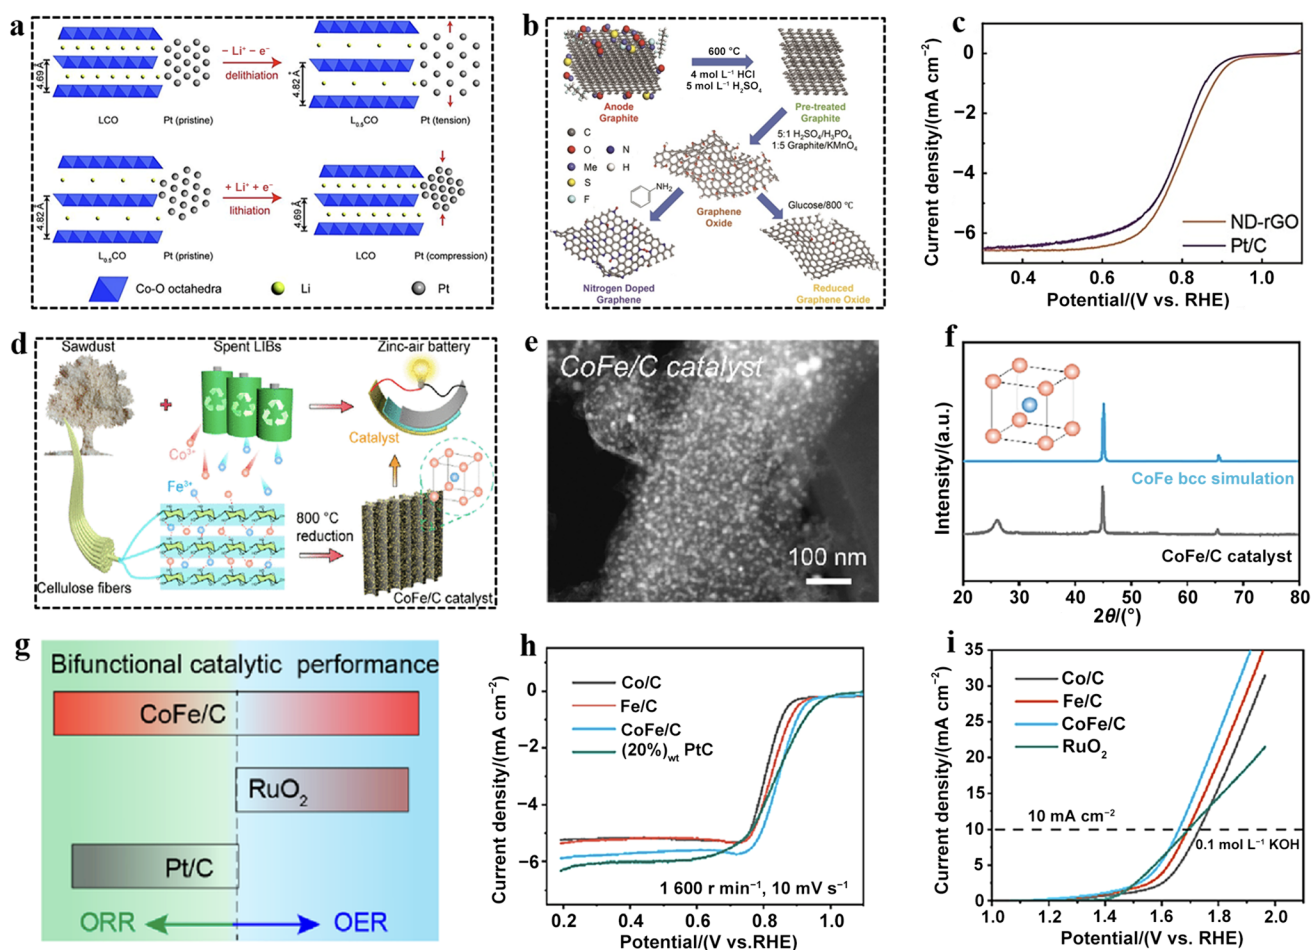 a
− Li⁺ − e⁻
delithiation
4.69 Å
4.82 Å
LCO
Pt (pristine)
L₀.₅CO
Pt (tension)
+ Li⁺ + e⁻
lithiation
4.82 Å
4.69 Å
L₀.₅CO
Pt (pristine)
LCO
Pt (compression)
Co-O octahedra
Li
Pt
b
600 °C
4 mol L⁻¹ HCl
5 mol L⁻¹ H₂SO₄
Anode
Graphite
Pre-treated
Graphite
C
O
N
Me
H
S
F
5:1 H₂SO₄/H₃PO₄
1:5 Graphite/KMnO₄
NH₂
Graphene
Oxide
Glucose/800 ℃
Nitrogen Doped
Graphene
Reduced
Graphene Oxide
c
Current density/(mA cm⁻²)
0
−2
−4
−6
ND-rGO
Pt/C
0.4
0.6
0.8
1.0
Potential/(V vs. RHE)
d
Sawdust
Spent LIBs
Zinc-air battery
+
Catalyst
Co³⁺
Fe³⁺
800 °C
reduction
Cellulose fibers
CoFe/C catalyst
e
CoFe/C catalyst
100 nm
f
Intensity/(a.u.)
CoFe bcc simulation
CoFe/C catalyst
20
30
40
50
60
70
80
2θ/(°)
g
Bifunctional catalytic performance
CoFe/C
RuO₂
Pt/C
ORR
OER
h
Current density/(mA cm⁻²)
0
−2
−4
−6
Co/C
Fe/C
CoFe/C
(20%)wt PtC
1 600 r min⁻¹, 10 mV s⁻¹
0.2
0.4
0.6
0.8
1.0
Potential/(V vs.RHE)
i
Current density/(mA cm⁻²)
35
30
25
20
15
10
5
0
Co/C
Fe/C
CoFe/C
RuO₂
10 mA cm⁻²
0.1 mol L⁻¹ KOH
1.0
1.2
1.4
1.6
1.8
2.0
Potential/(V vs. RHE)